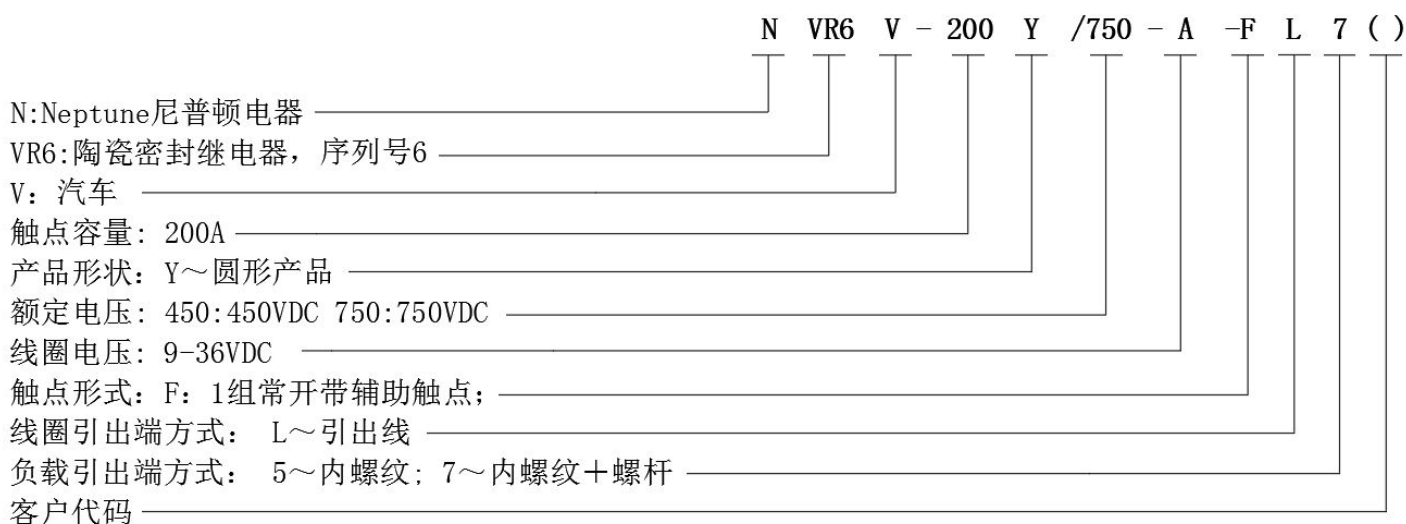 N VR6 V - 200 Y /750 - A -F L 7 ( )
N:Neptune尼普顿电器
VR6:陶瓷密封继电器，序列号6
V：汽车
触点容量: 200A
产品形状：Y～圆形产品
额定电压: 450:450VDC 750:750VDC
线圈电压: 9-36VDC
触点形式：F：1组常开带辅助触点；
线圈引出端方式： L～引出线
负载引出端方式： 5～内螺纹; 7～内螺纹＋螺杆
客户代码